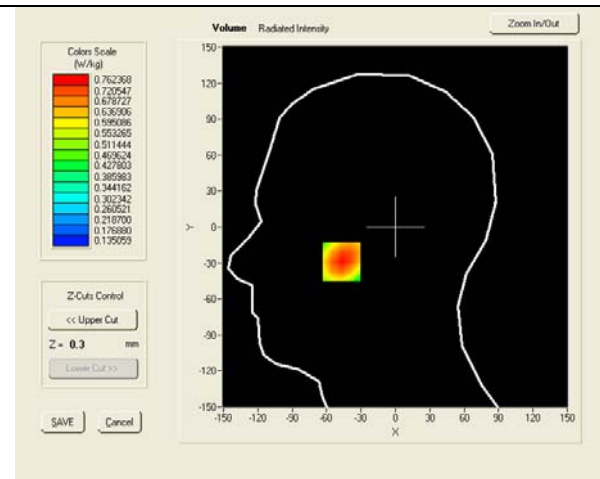 Volume Radiated Intensity
Zoom In/Out
Colors Scale
(W/kg)
0.762368
0.720547
0.678727
0.636906
0.595086
0.553265
0.511444
0.469624
0.427803
0.385983
0.344162
0.302342
0.260521
0.218700
0.176880
0.135059
Z-Cuts Control
<< Upper Cut
Z = 0.3 mm
Lower Cut >>
SAVE Cancel
150
120
90
60
30
0
-30
-60
-90
-120
-150
Y
-150 -120 -90 -60 -30 0 30 60 90 120 150
X